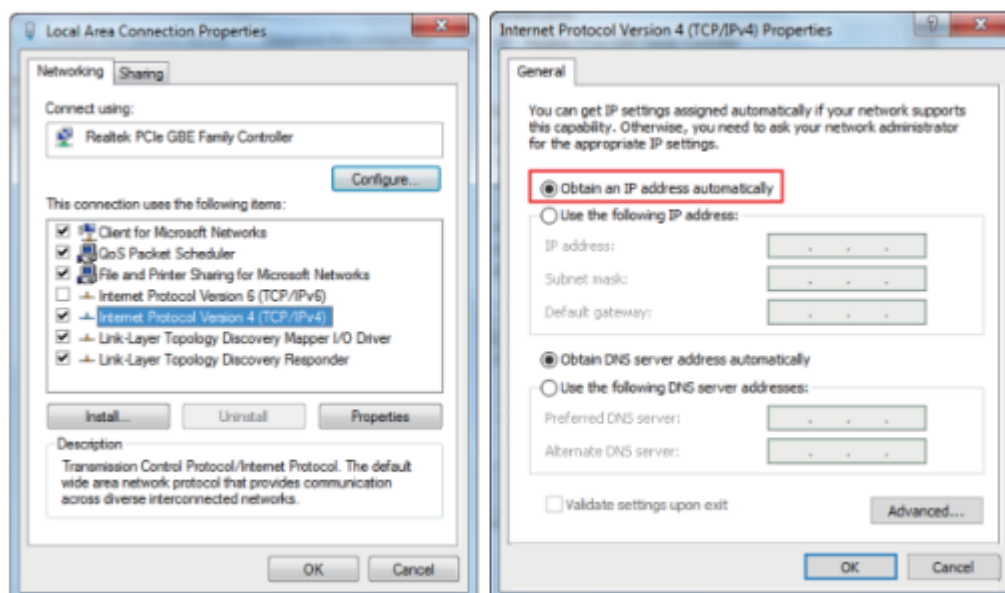 Local Area Connection Properties
Networking
Sharing
Connect using:
Realtek PCIe GBE Family Controller
Configure...
This connection uses the following items:
Client for Microsoft Networks
QoS Packet Scheduler
File and Printer Sharing for Microsoft Networks
Internet Protocol Version 6 (TCP/IPv6)
Internet Protocol Version 4 (TCP/IPv4)
Link-Layer Topology Discovery Mapper I/O Driver
Link-Layer Topology Discovery Responder
Install...
Uninstall
Properties
Description
Transmission Control Protocol/Internet Protocol. The default
wide area network protocol that provides communication
across diverse interconnected networks.
OK
Cancel
Internet Protocol Version 4 (TCP/IPv4) Properties
General
You can get IP settings assigned automatically if your network supports
this capability. Otherwise, you need to ask your network administrator
for the appropriate IP settings.
Obtain an IP address automatically
Use the following IP address:
IP address:
Subnet mask:
Default gateway:
Obtain DNS server address automatically
Use the following DNS server addresses:
Preferred DNS server:
Alternate DNS server:
Validate settings upon exit
Advanced...
OK
Cancel